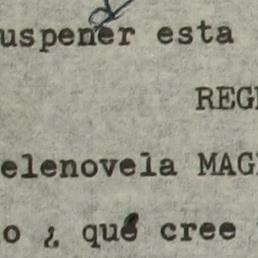 uspener esta
REG
elenovela MAG
o ¿ qué cree